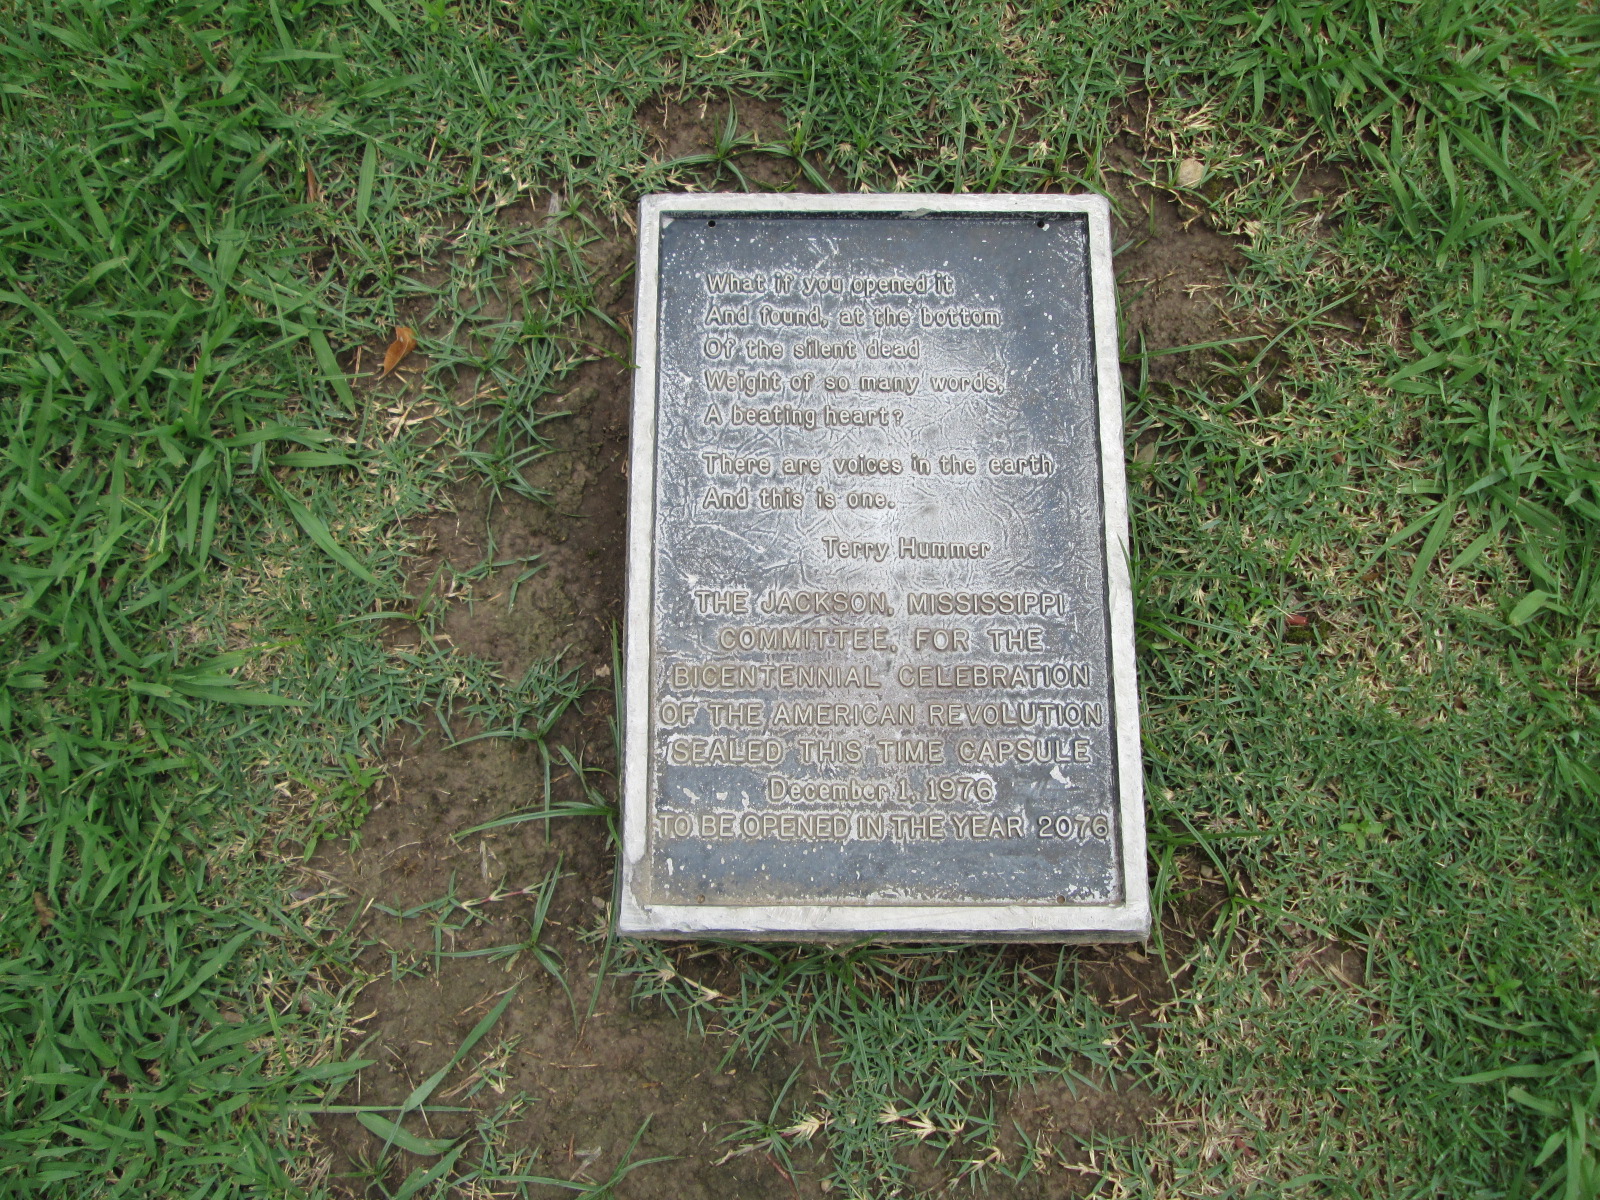 What if you opened it
And found, at the bottom
Of the silent dead
Weight of so many words,
A beating heart?
There are voices in the earth
And this is one.
Terry Hummer
THE JACKSON, MISSISSIPPI
COMMITTEE, FOR THE
BICENTENNIAL CELEBRATION
OF THE AMERICAN REVOLUTION
SEALED THIS TIME CAPSULE
December 1, 1976
TO BE OPENED IN THE YEAR 2076